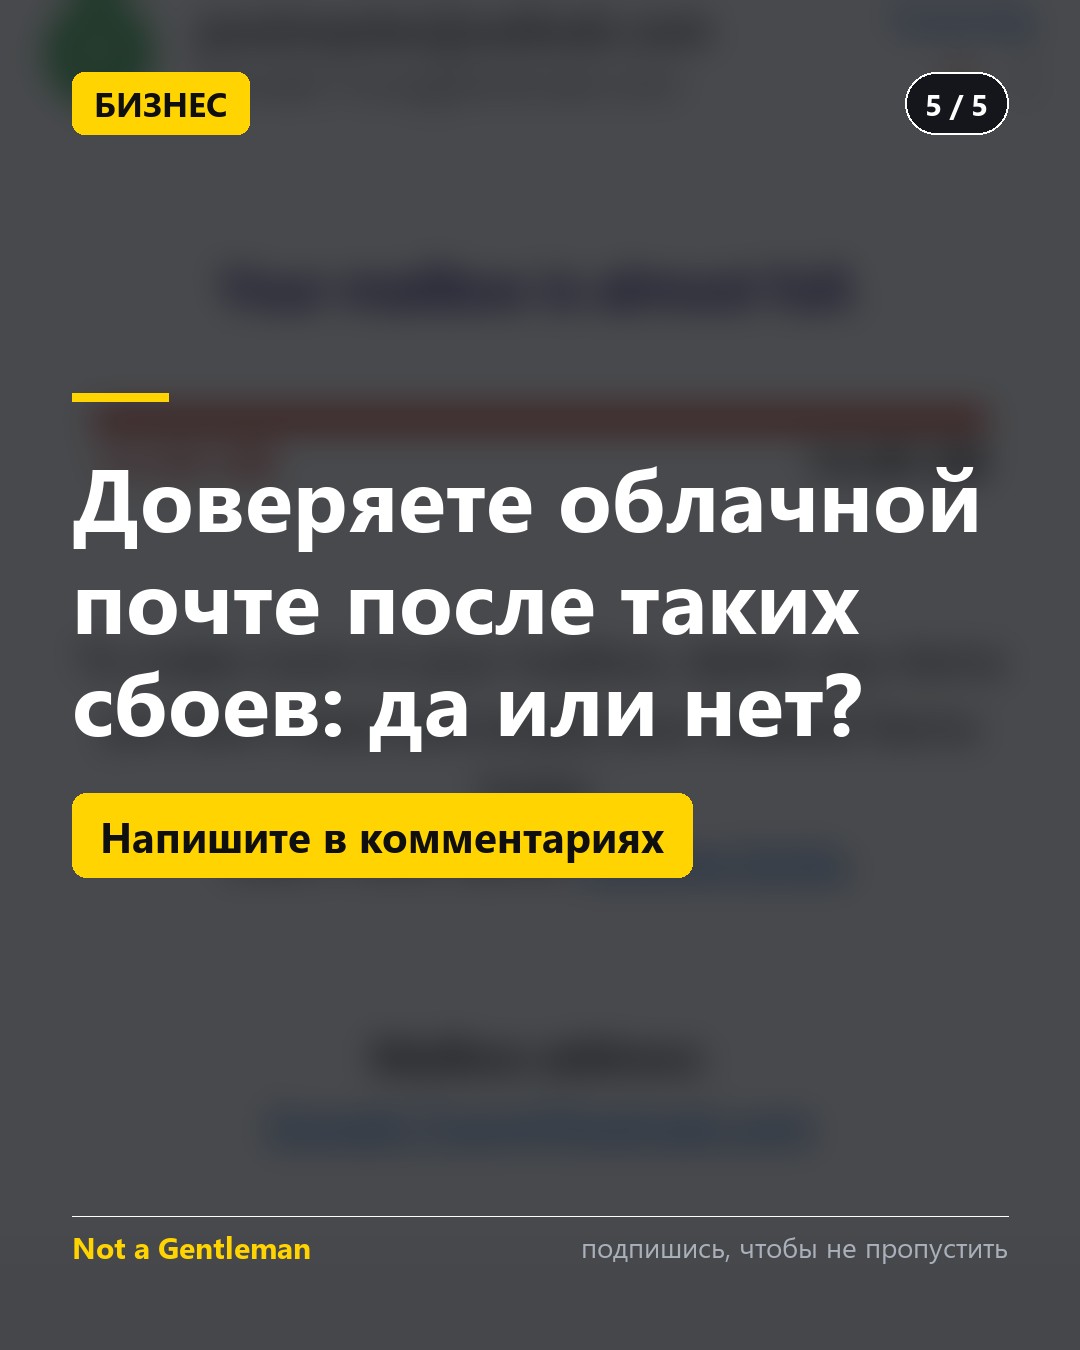 БИЗНЕС
5 / 5
Доверяете облачной
почте после таких
сбоев: да или нет?
Напишите в комментариях
Not a Gentleman
подпишись, чтобы не пропустить